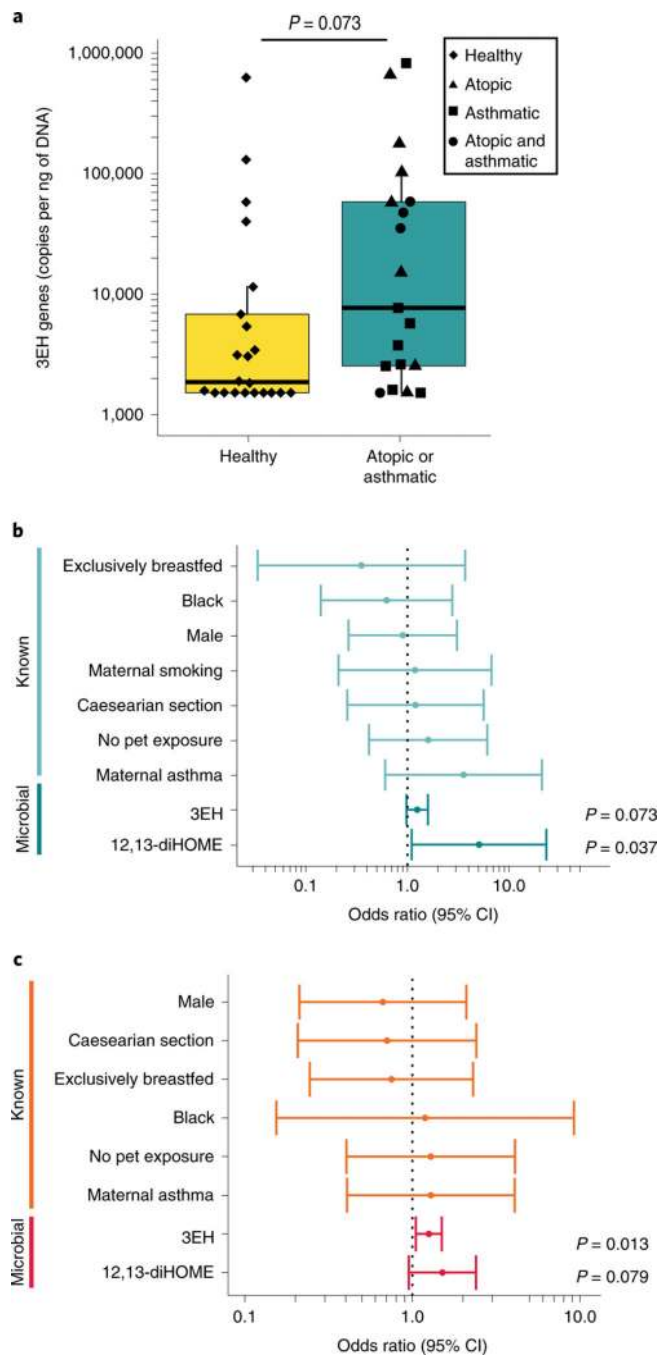 a
P = 0.073
1,000,000
100,000
10,000
1,000
3EH genes (copies per ng of DNA)
Healthy
Atopic
Asthmatic
Atopic and
asthmatic
Healthy
Atopic or
asthmatic
b
Known
Microbial
Exclusively breastfed
Black
Male
Maternal smoking
Caesearian section
No pet exposure
Maternal asthma
3EH
P = 0.073
12,13-diHOME
P = 0.037
0.1
1.0
10.0
Odds ratio (95% CI)
c
Known
Microbial
Male
Caesearian section
Exclusively breastfed
Black
No pet exposure
Maternal asthma
3EH
P = 0.013
12,13-diHOME
P = 0.079
0.1
1.0
10.0
Odds ratio (95% CI)